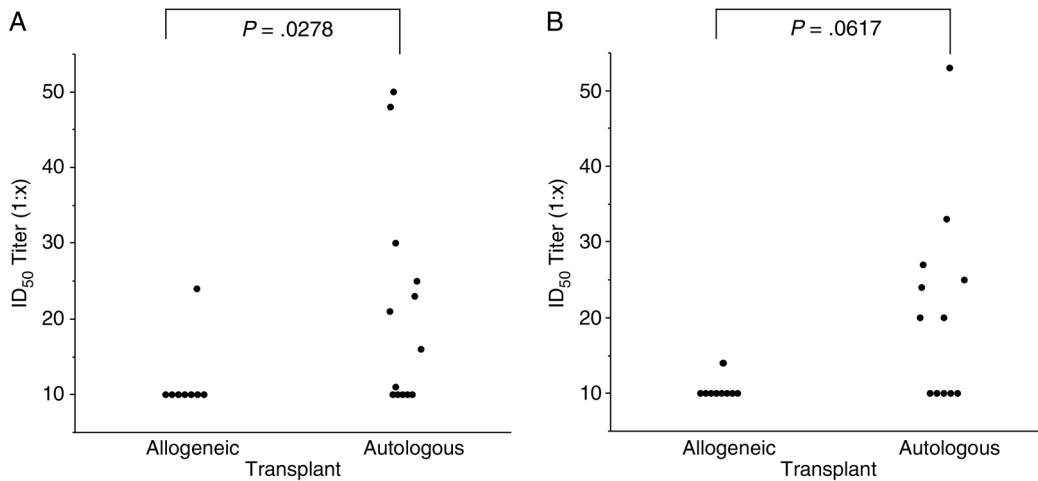 A
P = .0278
50
40
30
20
10
ID50 Titer (1:x)
Allogeneic
Autologous
Transplant
B
P = .0617
50
40
30
20
10
ID50 Titer (1:x)
Allogeneic
Autologous
Transplant